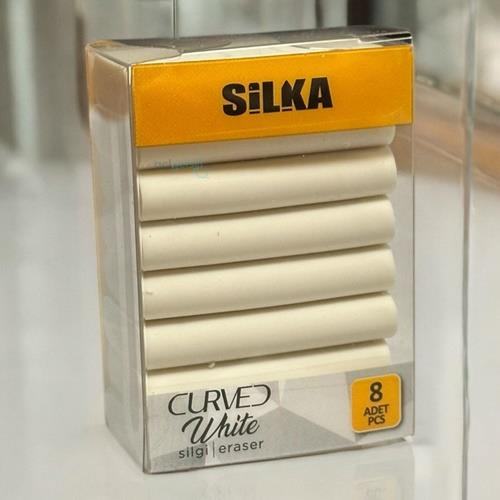 SiLKA
CURVED
White
silgi | eraser
8
ADET
PCS